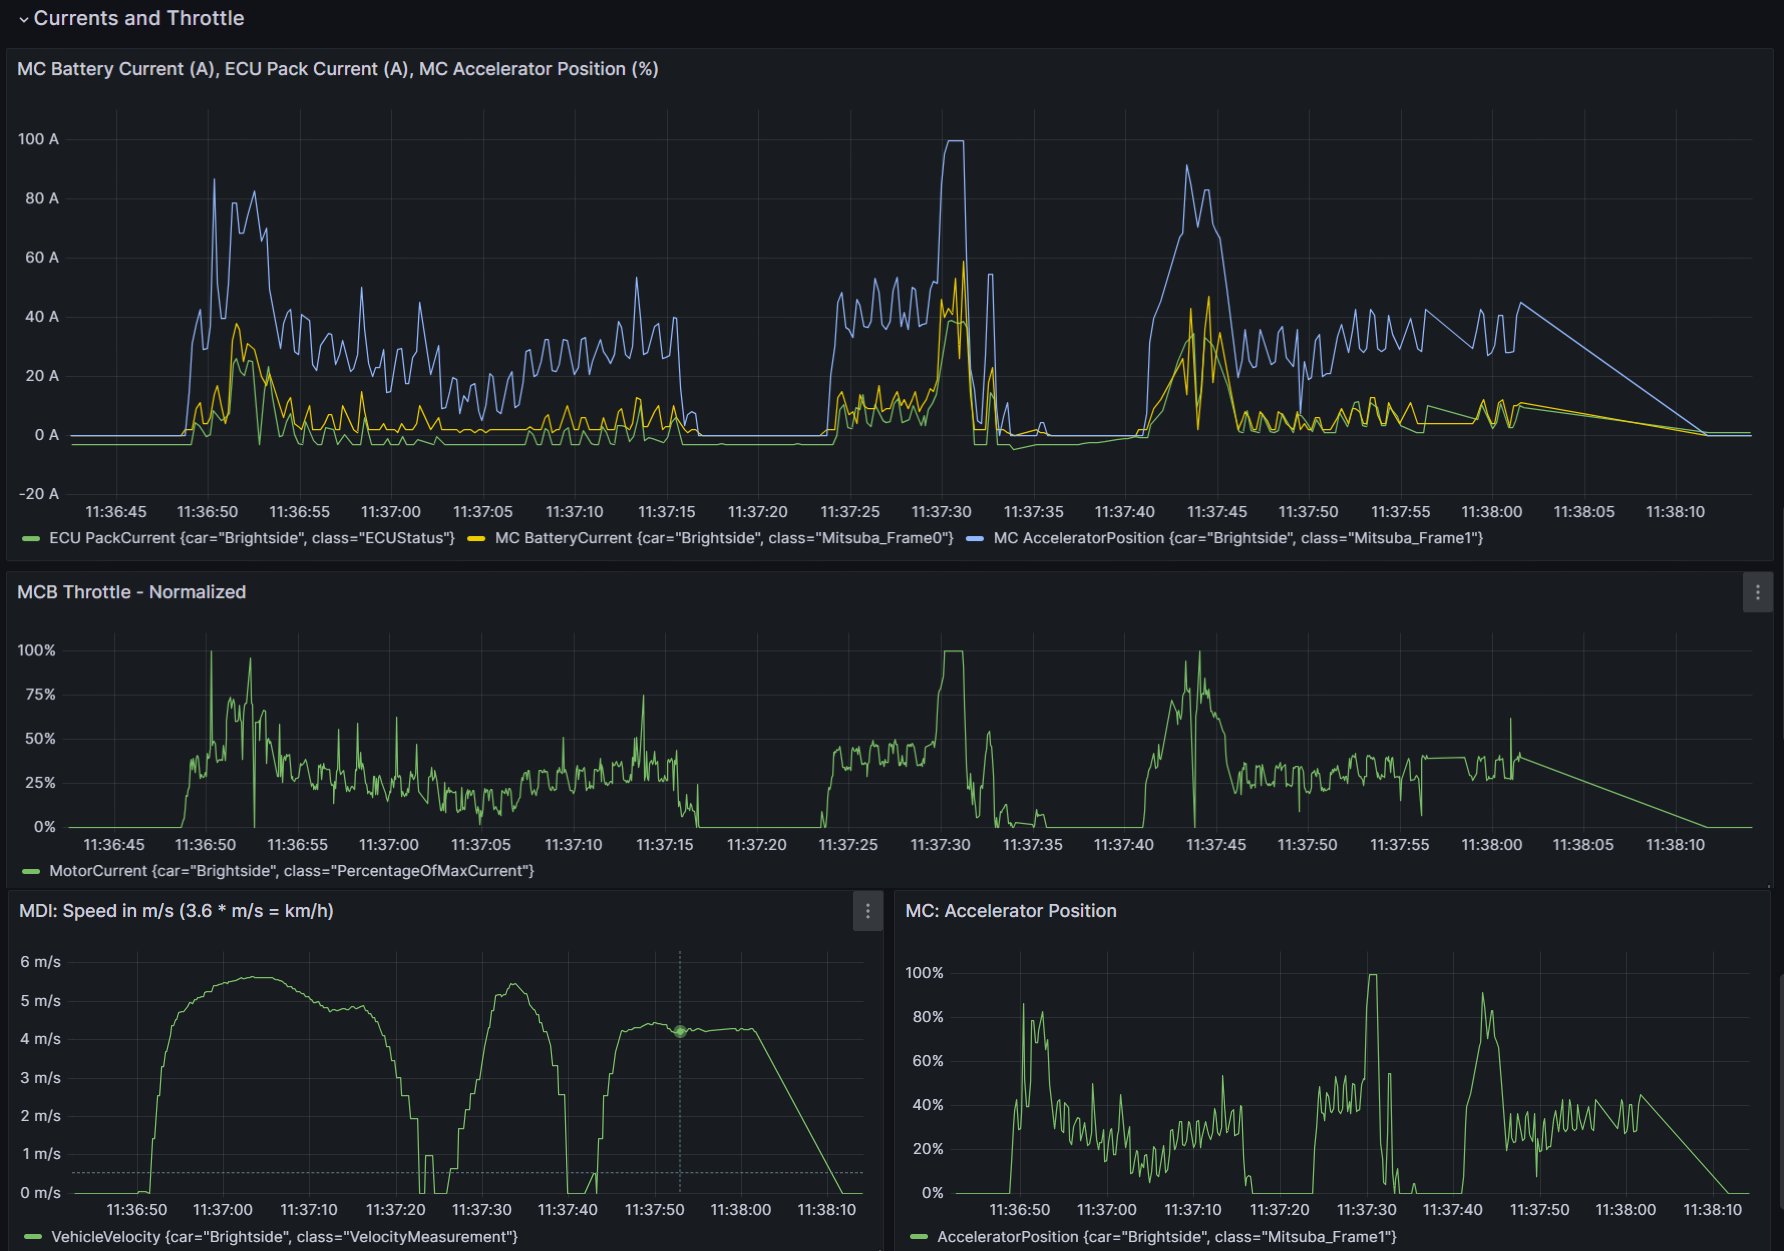 Currents and Throttle
MC Battery Current (A), ECU Pack Current (A), MC Accelerator Position (%)
100 A
80 A
60 A
40 A
20 A
0 A
-20 A
11:36:45 11:36:50 11:36:55 11:37:00 11:37:05 11:37:10 11:37:15 11:37:20 11:37:25 11:37:30 11:37:35 11:37:40 11:37:45 11:37:50 11:37:55 11:38:00 11:38:05 11:38:10
ECU PackCurrent {car="Brightside", class="ECUStatus"} MC BatteryCurrent {car="Brightside", class="Mitsuba_Frame0"} MC AcceleratorPosition {car="Brightside", class="Mitsuba_Frame1"}
MCB Throttle - Normalized
100%
75%
50%
25%
0%
11:36:45 11:36:50 11:36:55 11:37:00 11:37:05 11:37:10 11:37:15 11:37:20 11:37:25 11:37:30 11:37:35 11:37:40 11:37:45 11:37:50 11:37:55 11:38:00 11:38:05 11:38:10
MotorCurrent {car="Brightside", class="PercentageOfMaxCurrent"}
MDI: Speed in m/s (3.6 * m/s = km/h)
6 m/s
5 m/s
4 m/s
3 m/s
2 m/s
1 m/s
0 m/s
11:36:50 11:37:00 11:37:10 11:37:20 11:37:30 11:37:40 11:37:50 11:38:00 11:38:10
VehicleVelocity {car="Brightside", class="VelocityMeasurement"}
MC: Accelerator Position
100%
80%
60%
40%
20%
0%
11:36:50 11:37:00 11:37:10 11:37:20 11:37:30 11:37:40 11:37:50 11:38:00 11:38:10
AcceleratorPosition {car="Brightside", class="Mitsuba_Frame1"}